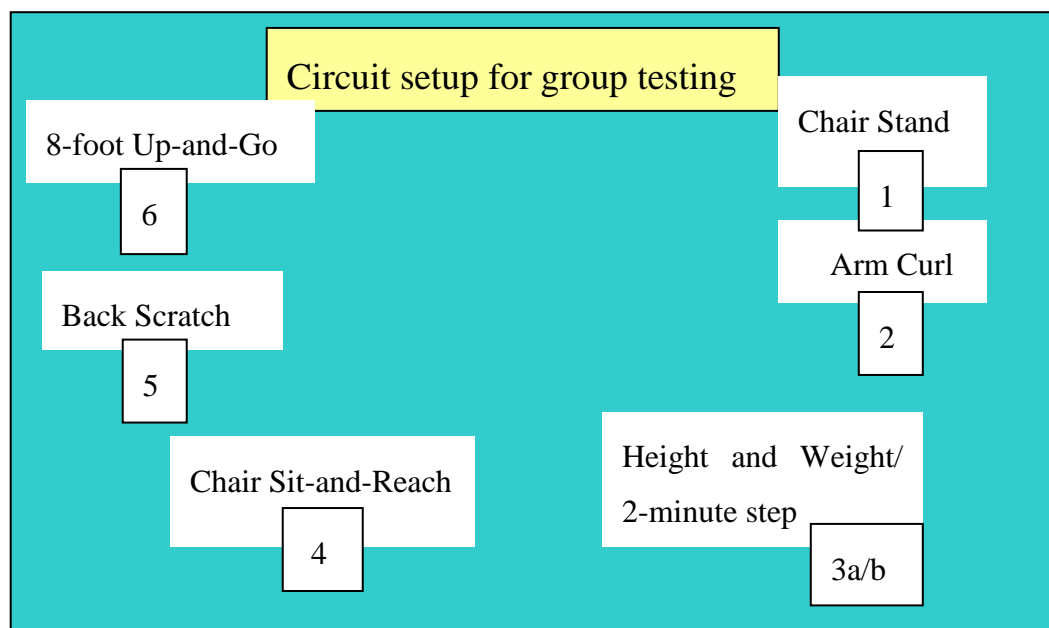 Circuit setup for group testing
8-foot Up-and-Go
6
Chair Stand
1
Arm Curl
2
Back Scratch
5
Height and Weight/
2-minute step
3a/b
Chair Sit-and-Reach
4